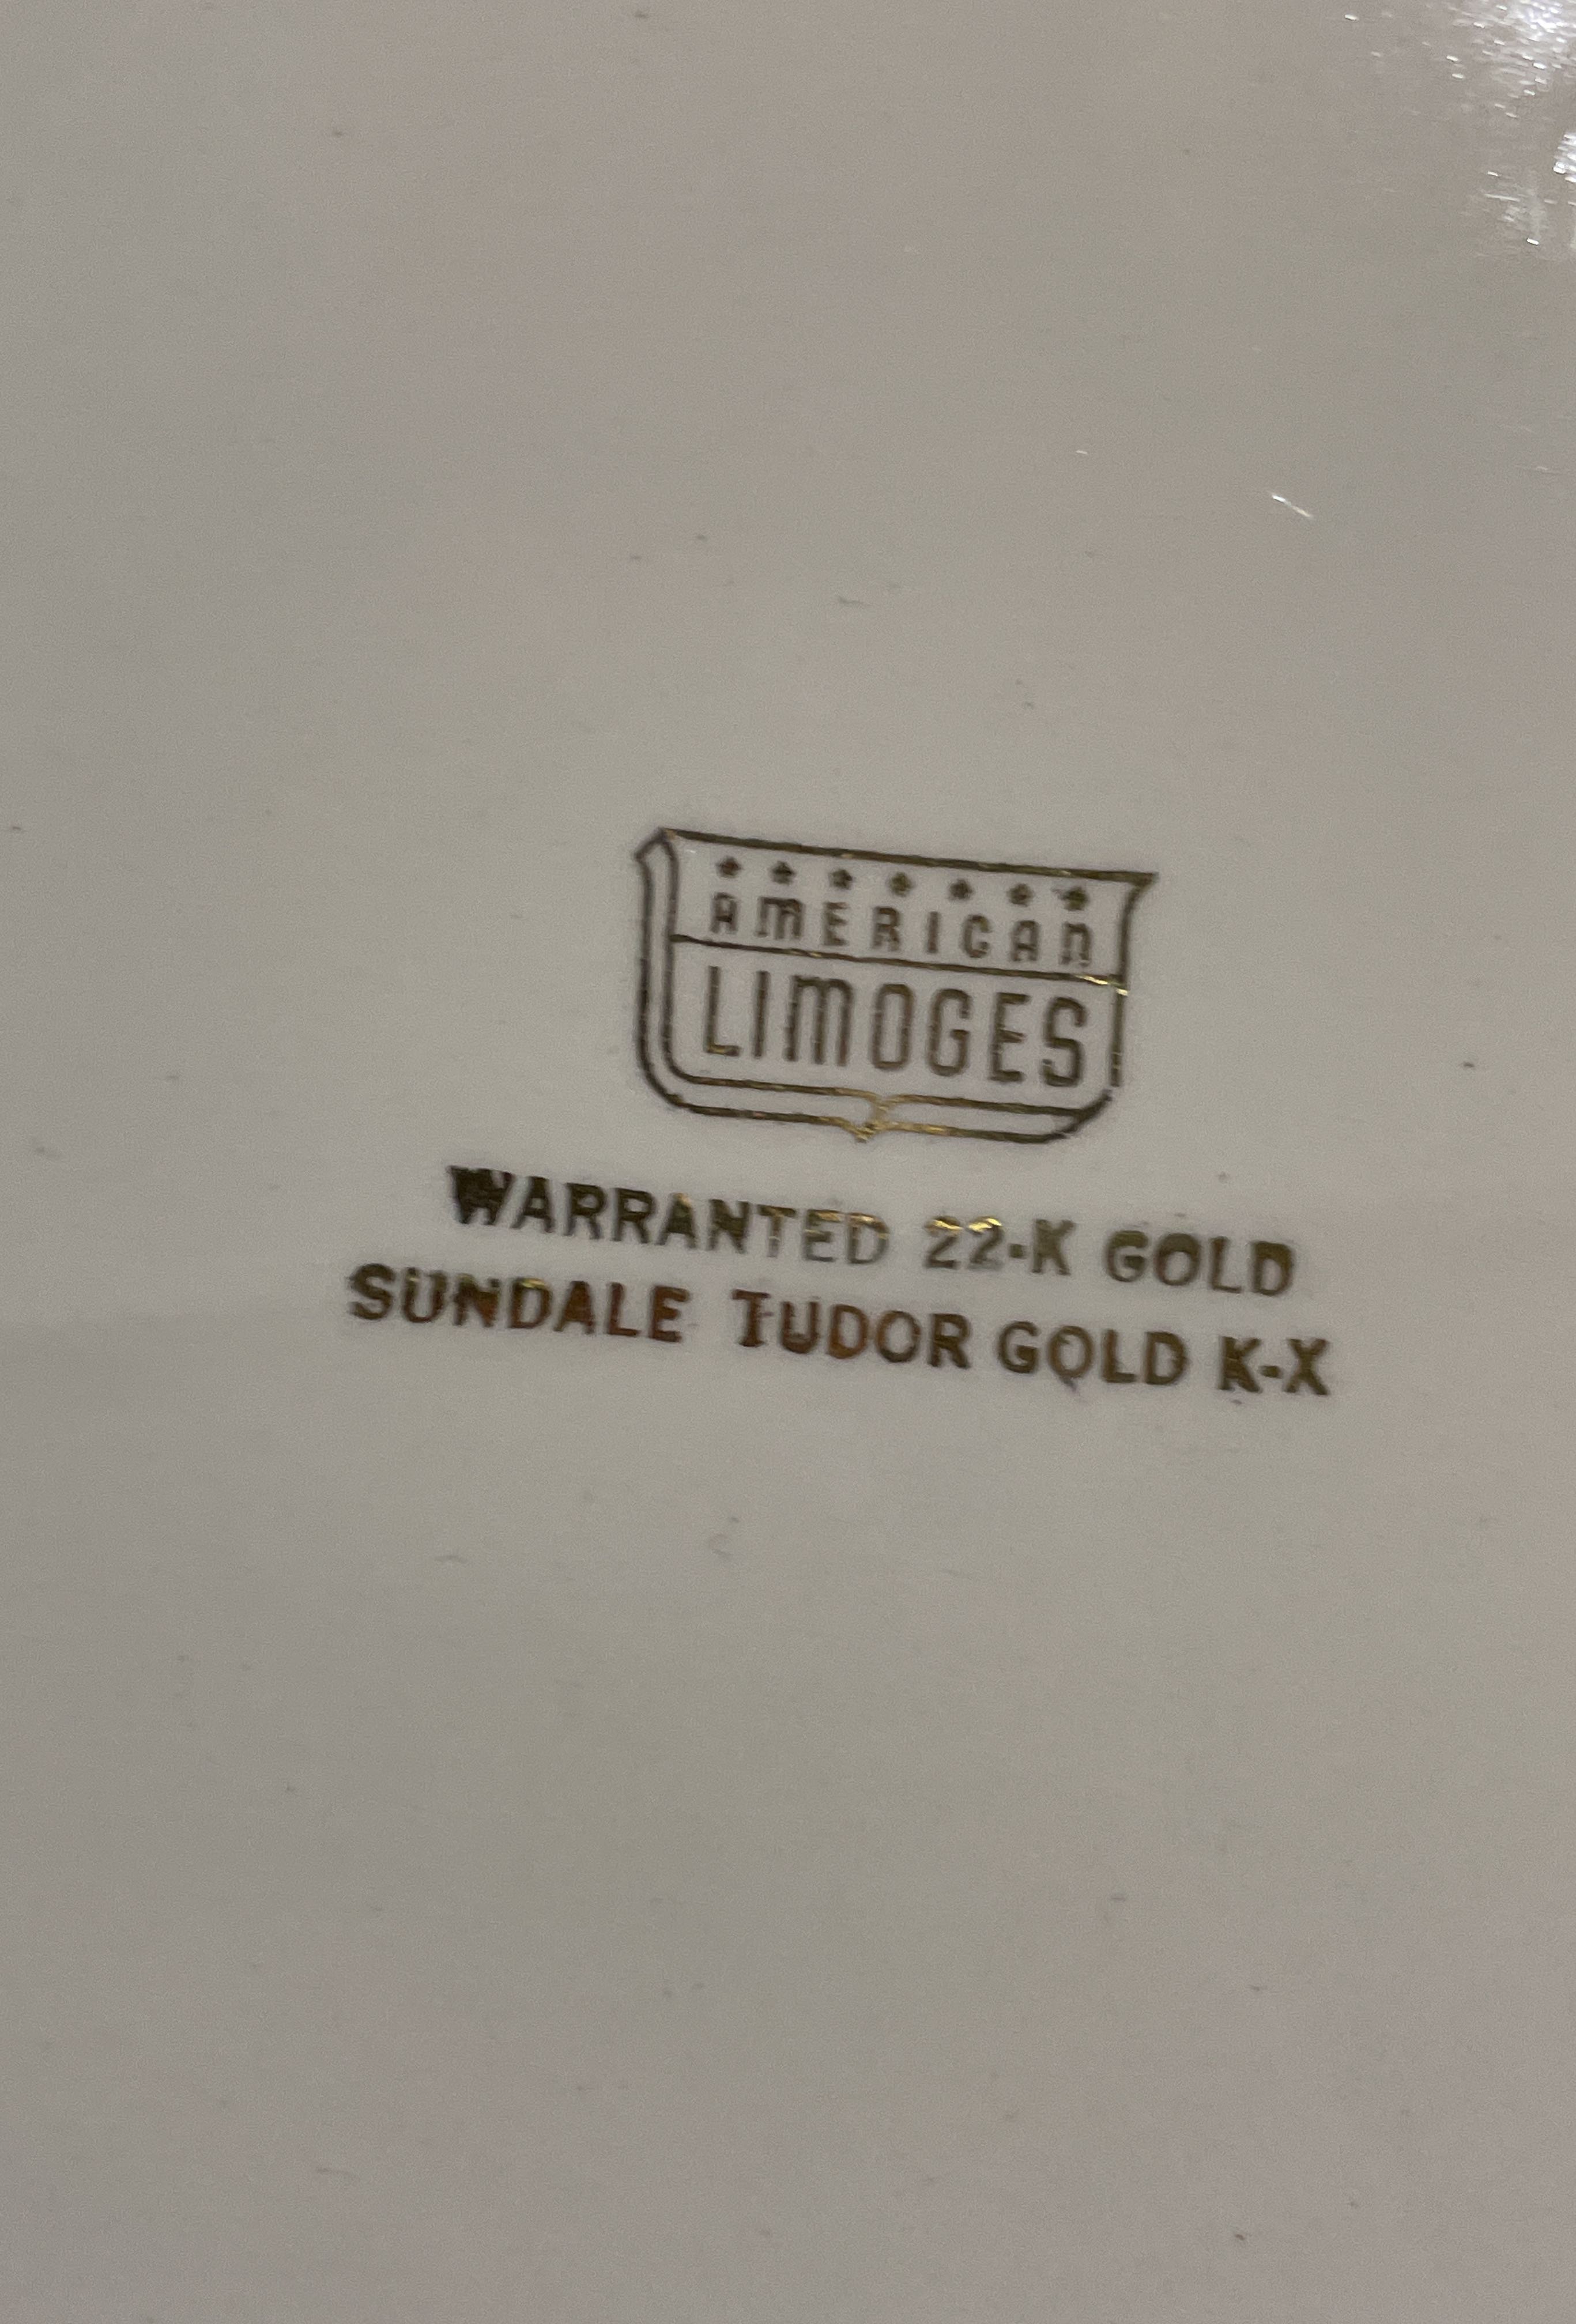 AMERICAN
LIMOGES
WARRANTED 22-K GOLD
SUNDALE TUDOR GOLD K-X